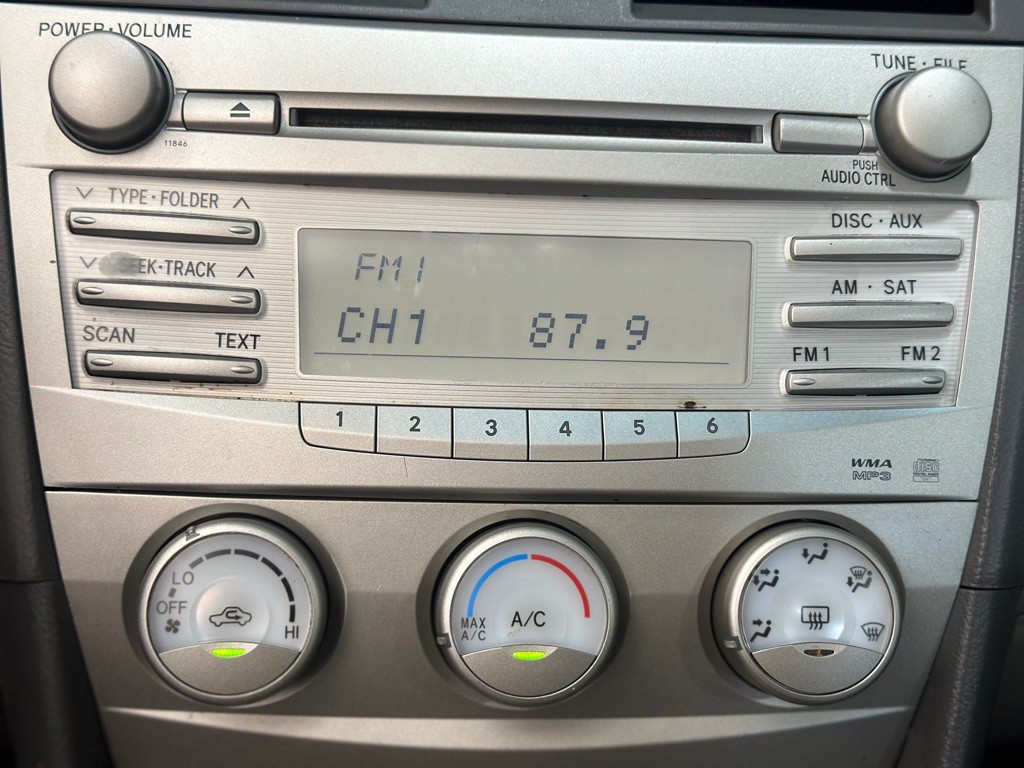 POWER · VOLUME
TUNE · FILE
11846
PUSH
AUDIO CTRL
TYPE · FOLDER
DISC · AUX
SEEK · TRACK
AM · SAT
SCAN
TEXT
FM1
FM2
FM1
CH1 87.9
1 2 3 4 5 6
WMA
MP3
LO
OFF
HI
MAX
A/C
A/C